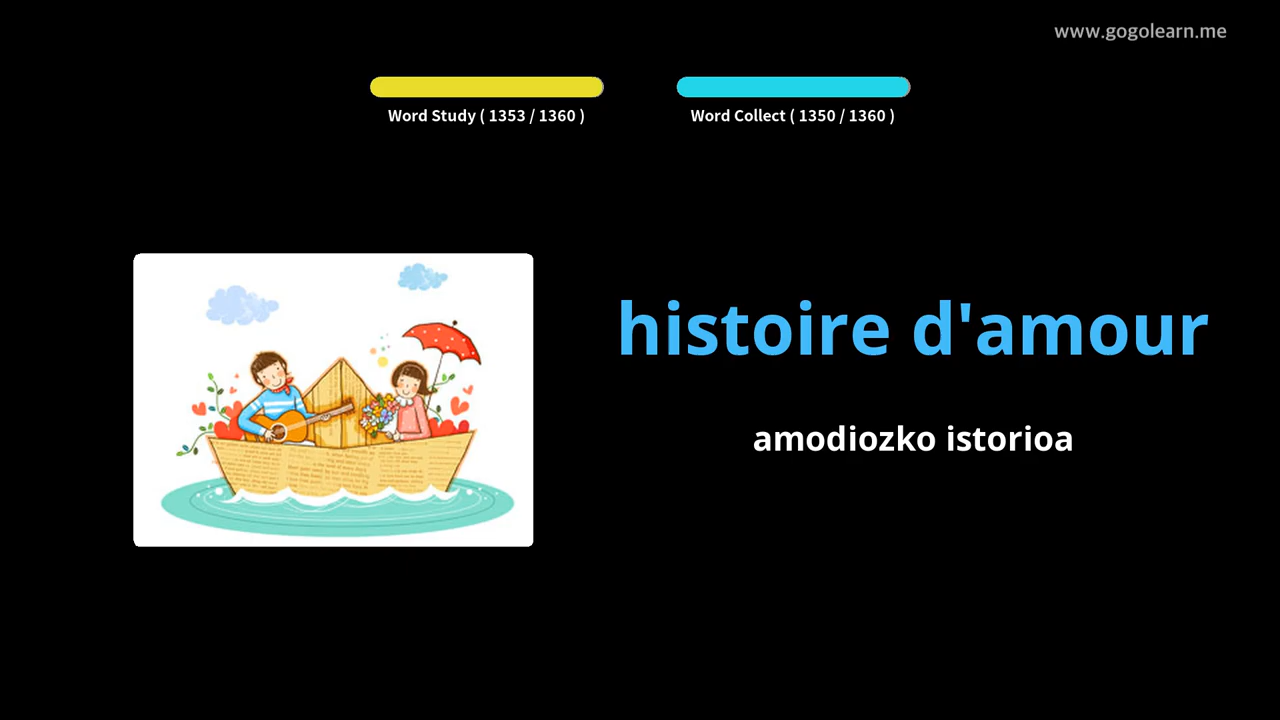 www.gogolearn.me
Word Study ( 1353 / 1360 )
Word Collect ( 1350 / 1360 )
histoire d'amour
amodiozko istorioa